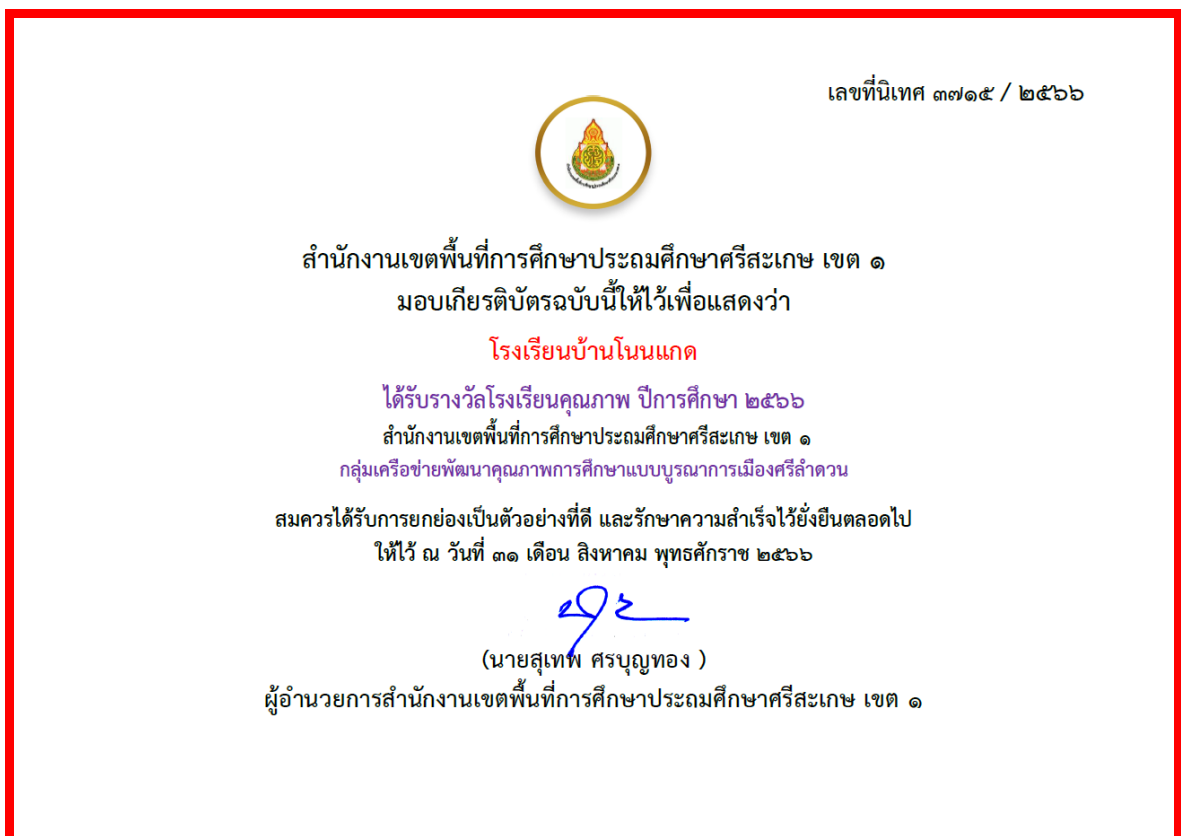 เลขที่นิเทศ ๓๗๑๕ / ๒๕๖๖
สำนักงานเขตพื้นที่การศึกษาประถมศึกษาศรีสะเกษ เขต ๑
มอบเกียรติบัตรฉบับนี้ให้ไว้เพื่อแสดงว่า
โรงเรียนบ้านโนนแกด
ได้รับรางวัลโรงเรียนคุณภาพ ปีการศึกษา ๒๕๖๖
สำนักงานเขตพื้นที่การศึกษาประถมศึกษาศรีสะเกษ เขต ๑
กลุ่มเครือข่ายพัฒนาคุณภาพการศึกษาแบบบูรณาการเมืองศรีลำดวน
สมควรได้รับการยกย่องเป็นตัวอย่างที่ดี และรักษาความสำเร็จไว้ยั่งยืนตลอดไป
ให้ไว้ ณ วันที่ ๓๑ เดือน สิงหาคม พุทธศักราช ๒๕๖๖
(นายสุเทพ ศรบุญทอง )
ผู้อำนวยการสำนักงานเขตพื้นที่การศึกษาประถมศึกษาศรีสะเกษ เขต ๑